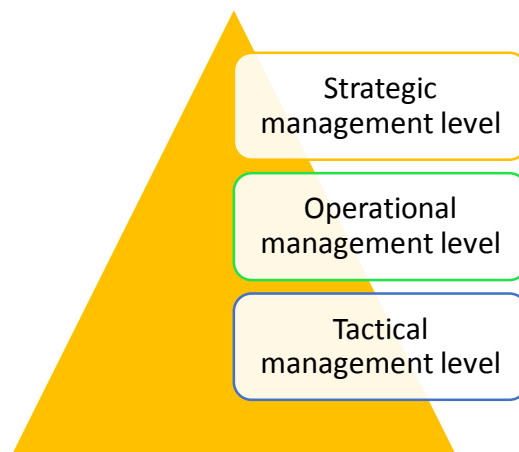 Strategic
management level
Operational
management level
Tactical
management level